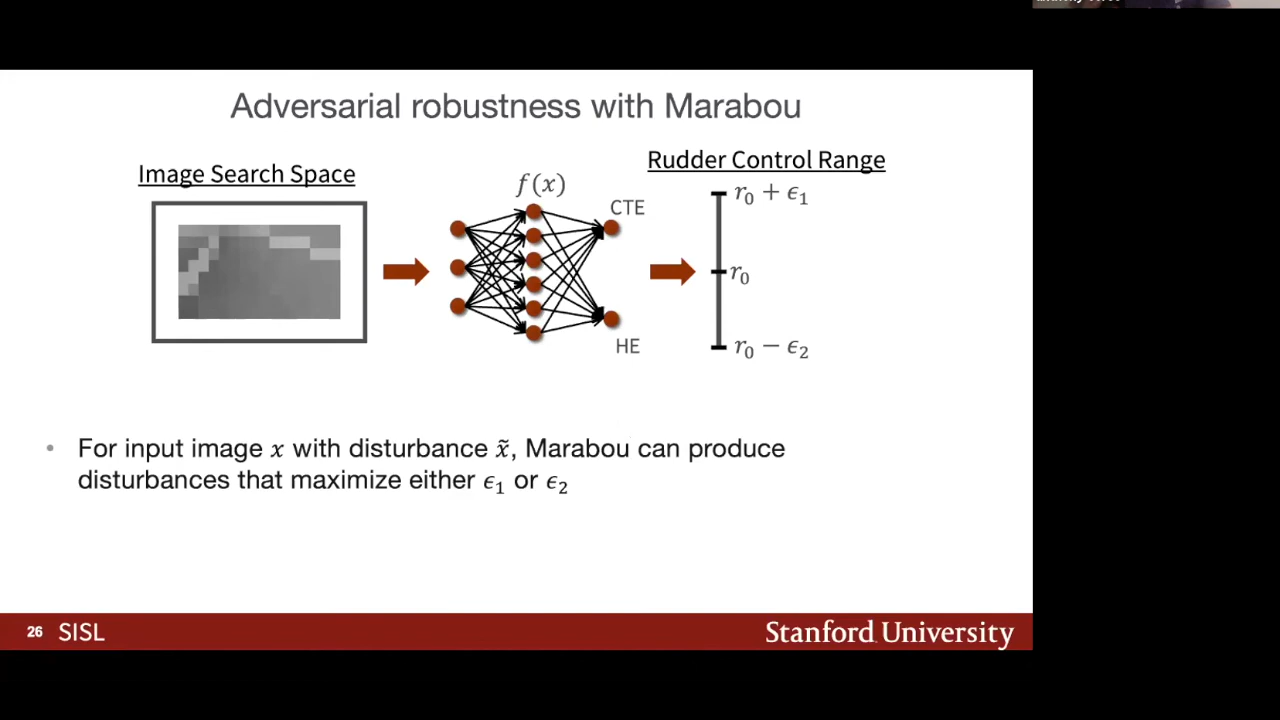 Adversarial robustness with Marabou
Image Search Space
f(x)
CTE
HE
Rudder Control Range
r₀ + ϵ₁
r₀
r₀ − ϵ₂
• For input image x with disturbance x̃, Marabou can produce
disturbances that maximize either ϵ₁ or ϵ₂
26 SISL
Stanford University